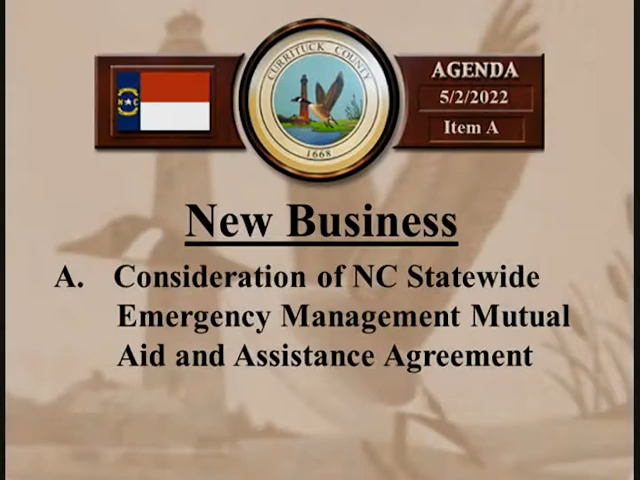 CURRITUCK COUNTY
1668
N C
AGENDA
5/2/2022
Item A
New Business
A. Consideration of NC Statewide
Emergency Management Mutual
Aid and Assistance Agreement